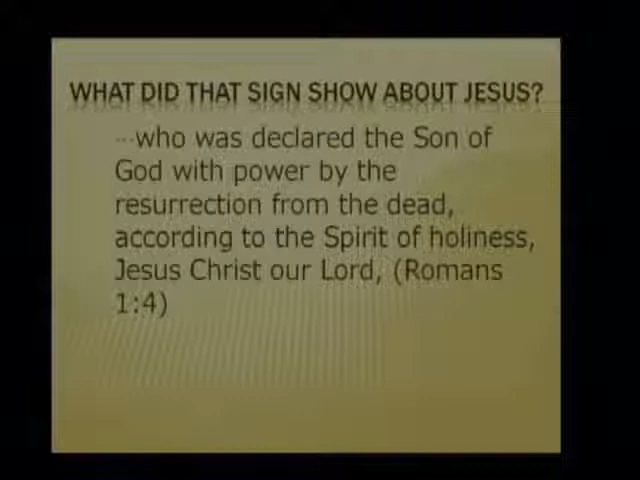 WHAT DID THAT SIGN SHOW ABOUT JESUS?
...who was declared the Son of
God with power by the
resurrection from the dead,
according to the Spirit of holiness,
Jesus Christ our Lord, (Romans
1:4)